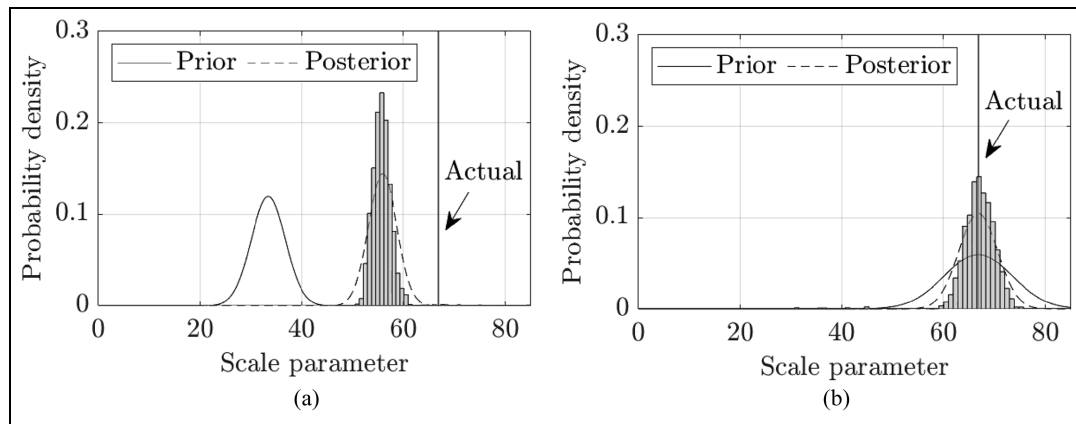 0.3
Prior Posterior
0.2
Actual
0.1
0
Probability density
0 20 40 60 80
Scale parameter
(a)
0.3
Prior Posterior
Actual
0.2
0.1
0
Probability density
0 20 40 60 80
Scale parameter
(b)